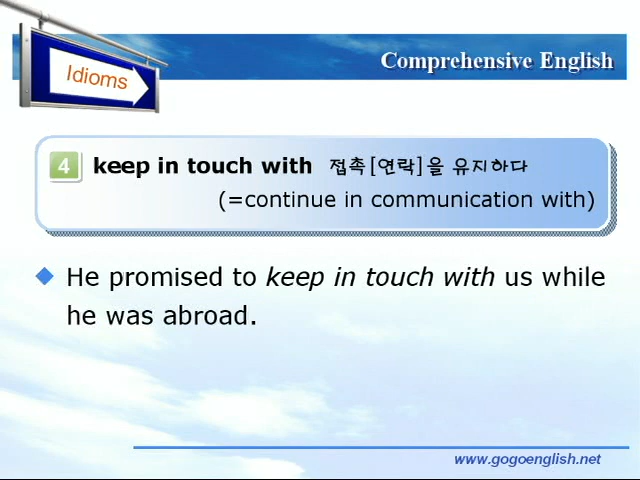 Idioms
Comprehensive English
4 keep in touch with 접촉[연락]을 유지하다
(=continue in communication with)
He promised to keep in touch with us while
he was abroad.
www.gogoenglish.net